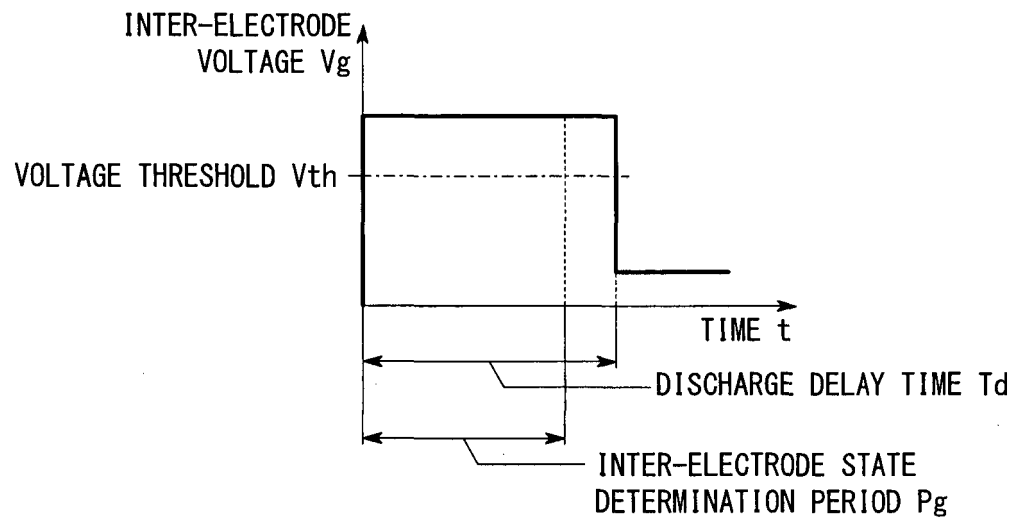 INTER-ELECTRODE
VOLTAGE Vg
VOLTAGE THRESHOLD Vth
TIME t
DISCHARGE DELAY TIME Td
INTER-ELECTRODE STATE
DETERMINATION PERIOD Pg